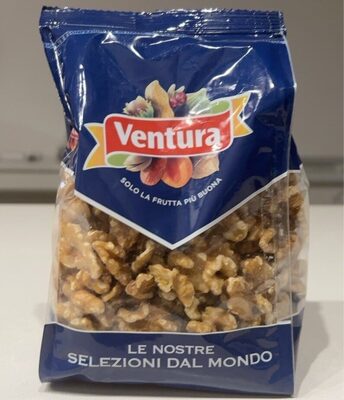 Ventura
SOLO LA FRUTTA PIÙ BUONA
LE NOSTRE
SELEZIONI DAL MONDO